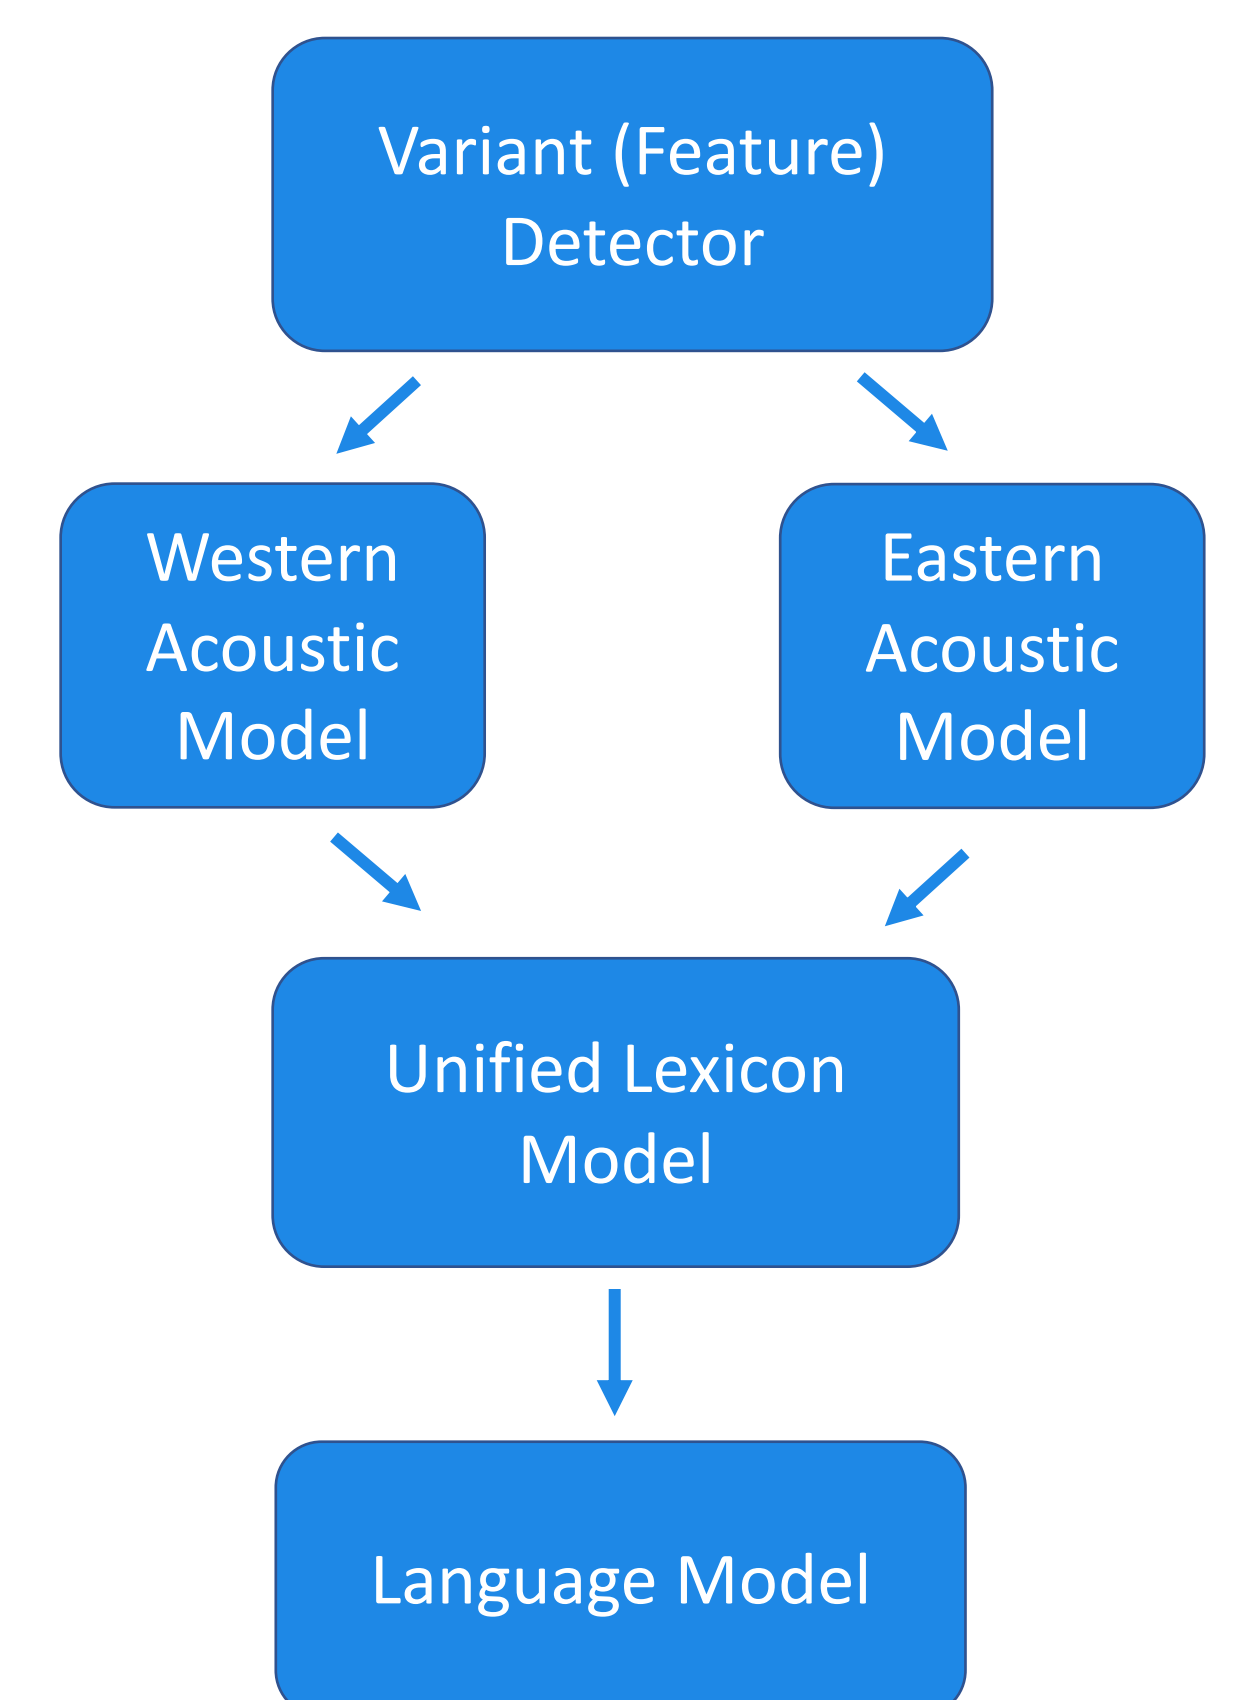 Variant (Feature)
Detector
Western
Acoustic
Model
Eastern
Acoustic
Model
Unified Lexicon
Model
Language Model